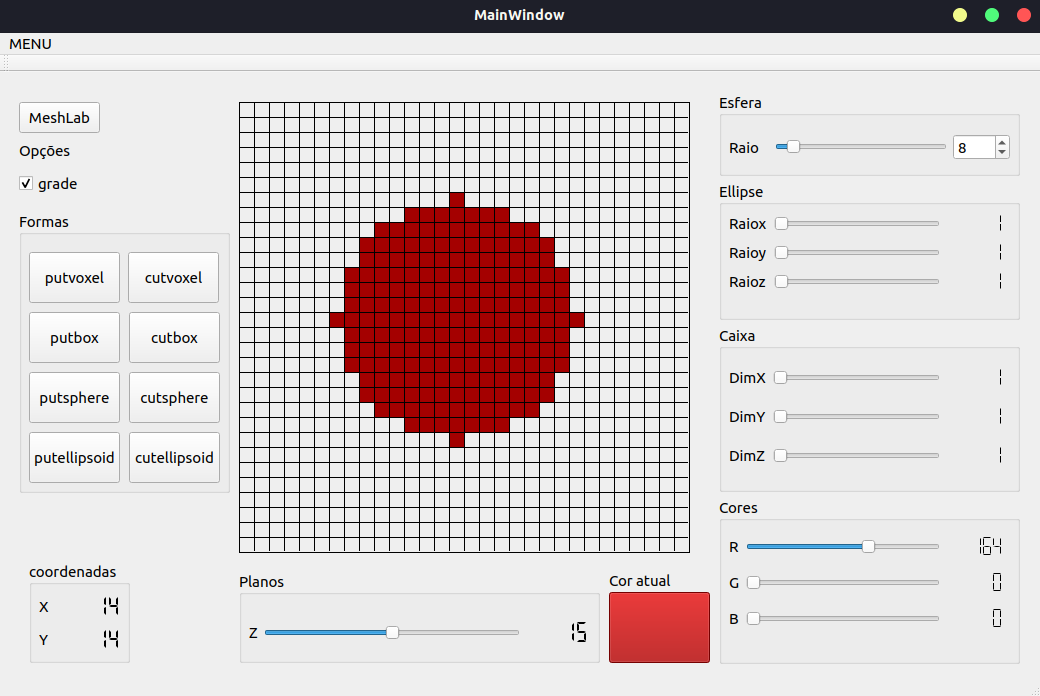 MainWindow
MENU
MeshLab
Opções
grade
Formas
putvoxel cutvoxel
putbox cutbox
putsphere cutsphere
putellipsoid cutellipsoid
coordenadas
X 14
Y 14
Planos
Z 15
Cor atual
Esfera
Raio 8
Ellipse
Raiox 1
Raioy 1
Raioz 1
Caixa
DimX 1
DimY 1
DimZ 1
Cores
R 164
G 0
B 0